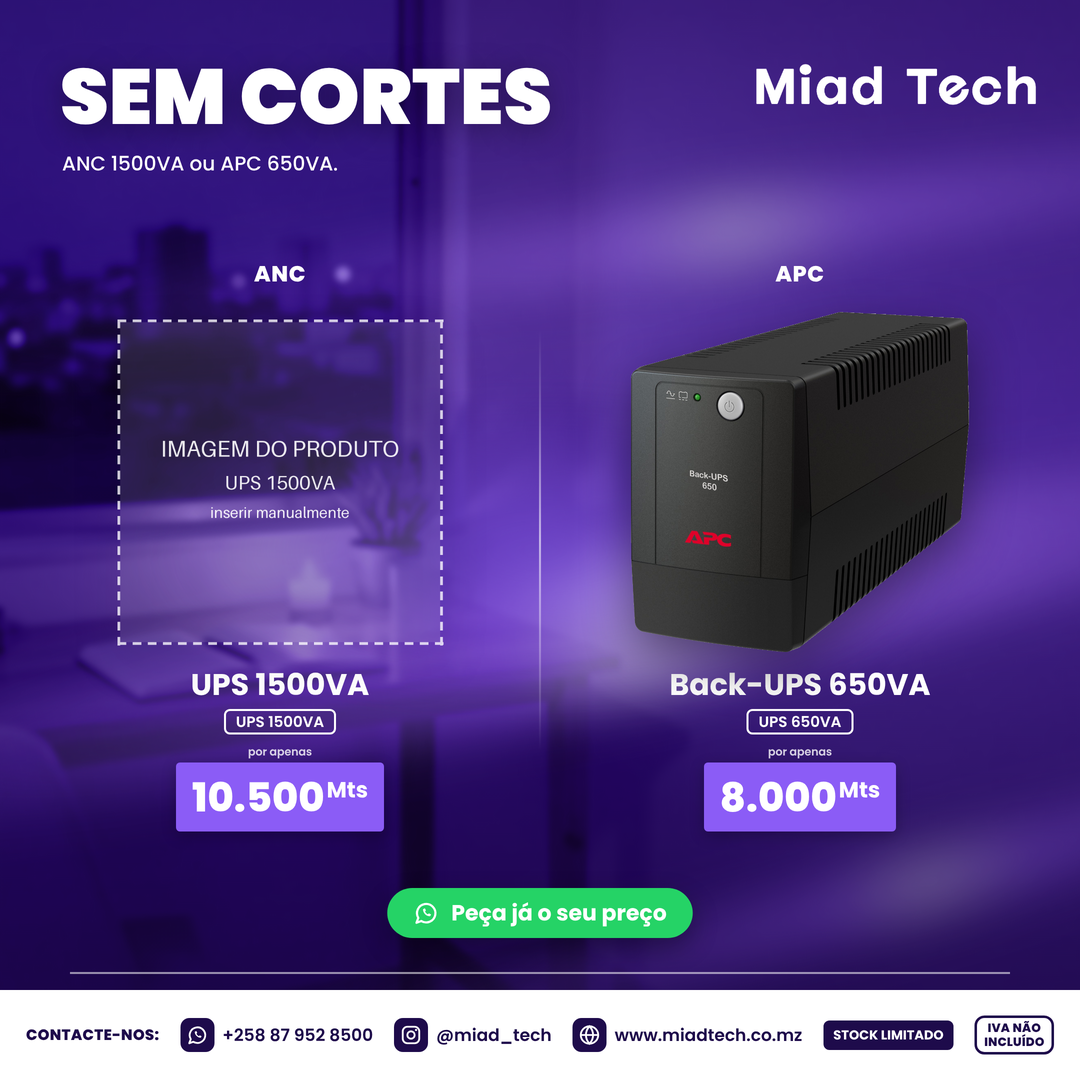 SEM CORTES
Miad Tech
ANC 1500VA ou APC 650VA.
ANC
IMAGEM DO PRODUTO
UPS 1500VA
inserir manualmente
UPS 1500VA
UPS 1500VA
por apenas
10.500Mts
APC
Back-UPS
650
APC
Back-UPS 650VA
UPS 650VA
por apenas
8.000Mts
Peça já o seu preço
CONTACTE-NOS: +258 87 952 8500 @miad_tech www.miadtech.co.mz STOCK LIMITADO
IVA NÃO
INCLUÍDO